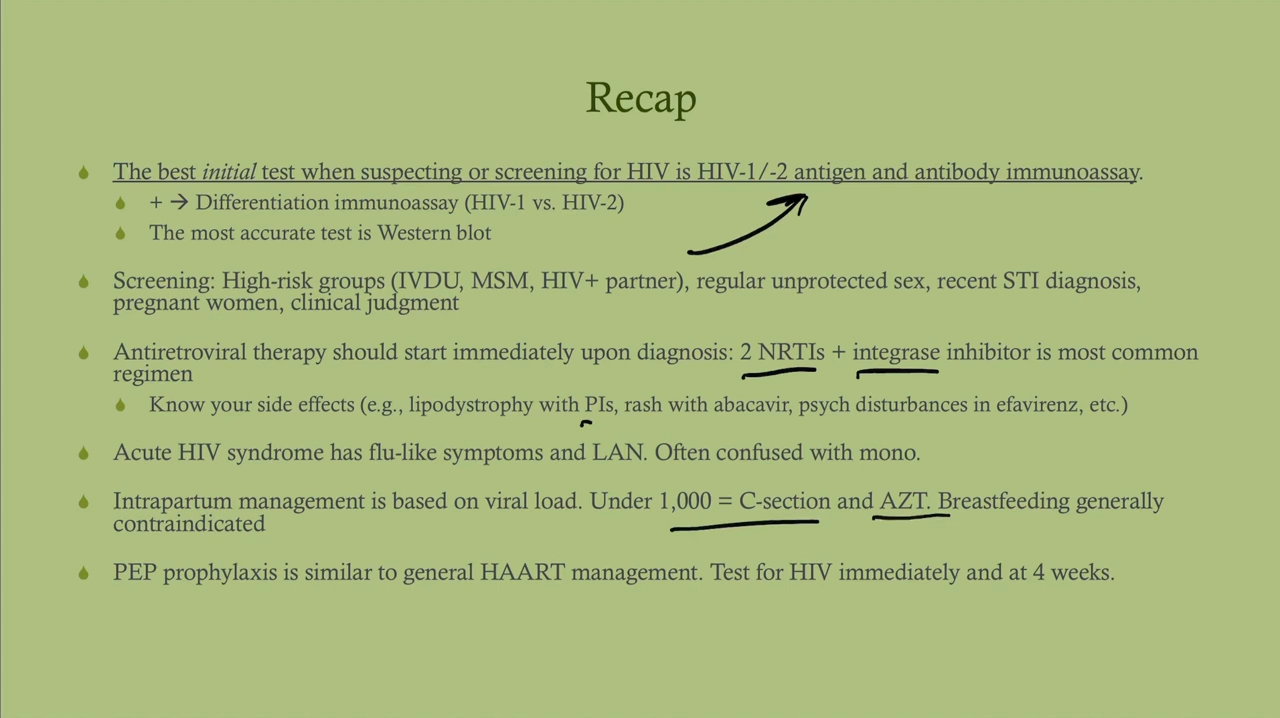 Recap
The best initial test when suspecting or screening for HIV is HIV-1/-2 antigen and antibody immunoassay.
+ → Differentiation immunoassay (HIV-1 vs. HIV-2)
The most accurate test is Western blot
Screening: High-risk groups (IVDU, MSM, HIV+ partner), regular unprotected sex, recent STI diagnosis,
pregnant women, clinical judgment
Antiretroviral therapy should start immediately upon diagnosis: 2 NRTIs + integrase inhibitor is most common
regimen
Know your side effects (e.g., lipodystrophy with PIs, rash with abacavir, psych disturbances in efavirenz, etc.)
Acute HIV syndrome has flu-like symptoms and LAN. Often confused with mono.
Intrapartum management is based on viral load. Under 1,000 = C-section and AZT. Breastfeeding generally
contraindicated
PEP prophylaxis is similar to general HAART management. Test for HIV immediately and at 4 weeks.